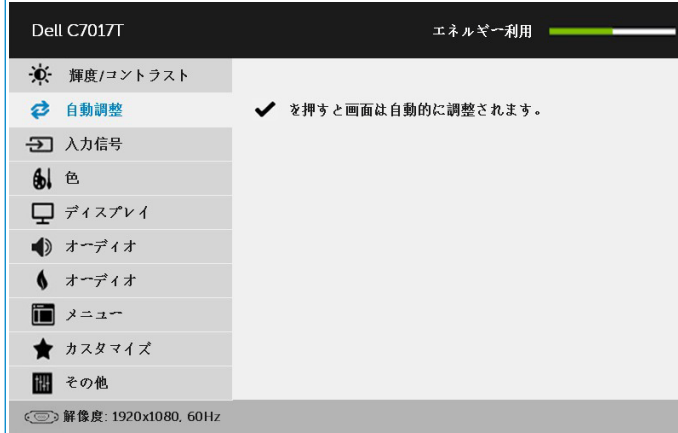 Dell C7017T
エネルギー利用
輝度/コントラスト
自動調整
を押すと画面は自動的に調整されます。
入力信号
色
ディスプレイ
オーディオ
オーディオ
メニュー
カスタマイズ
その他
解像度: 1920x1080, 60Hz